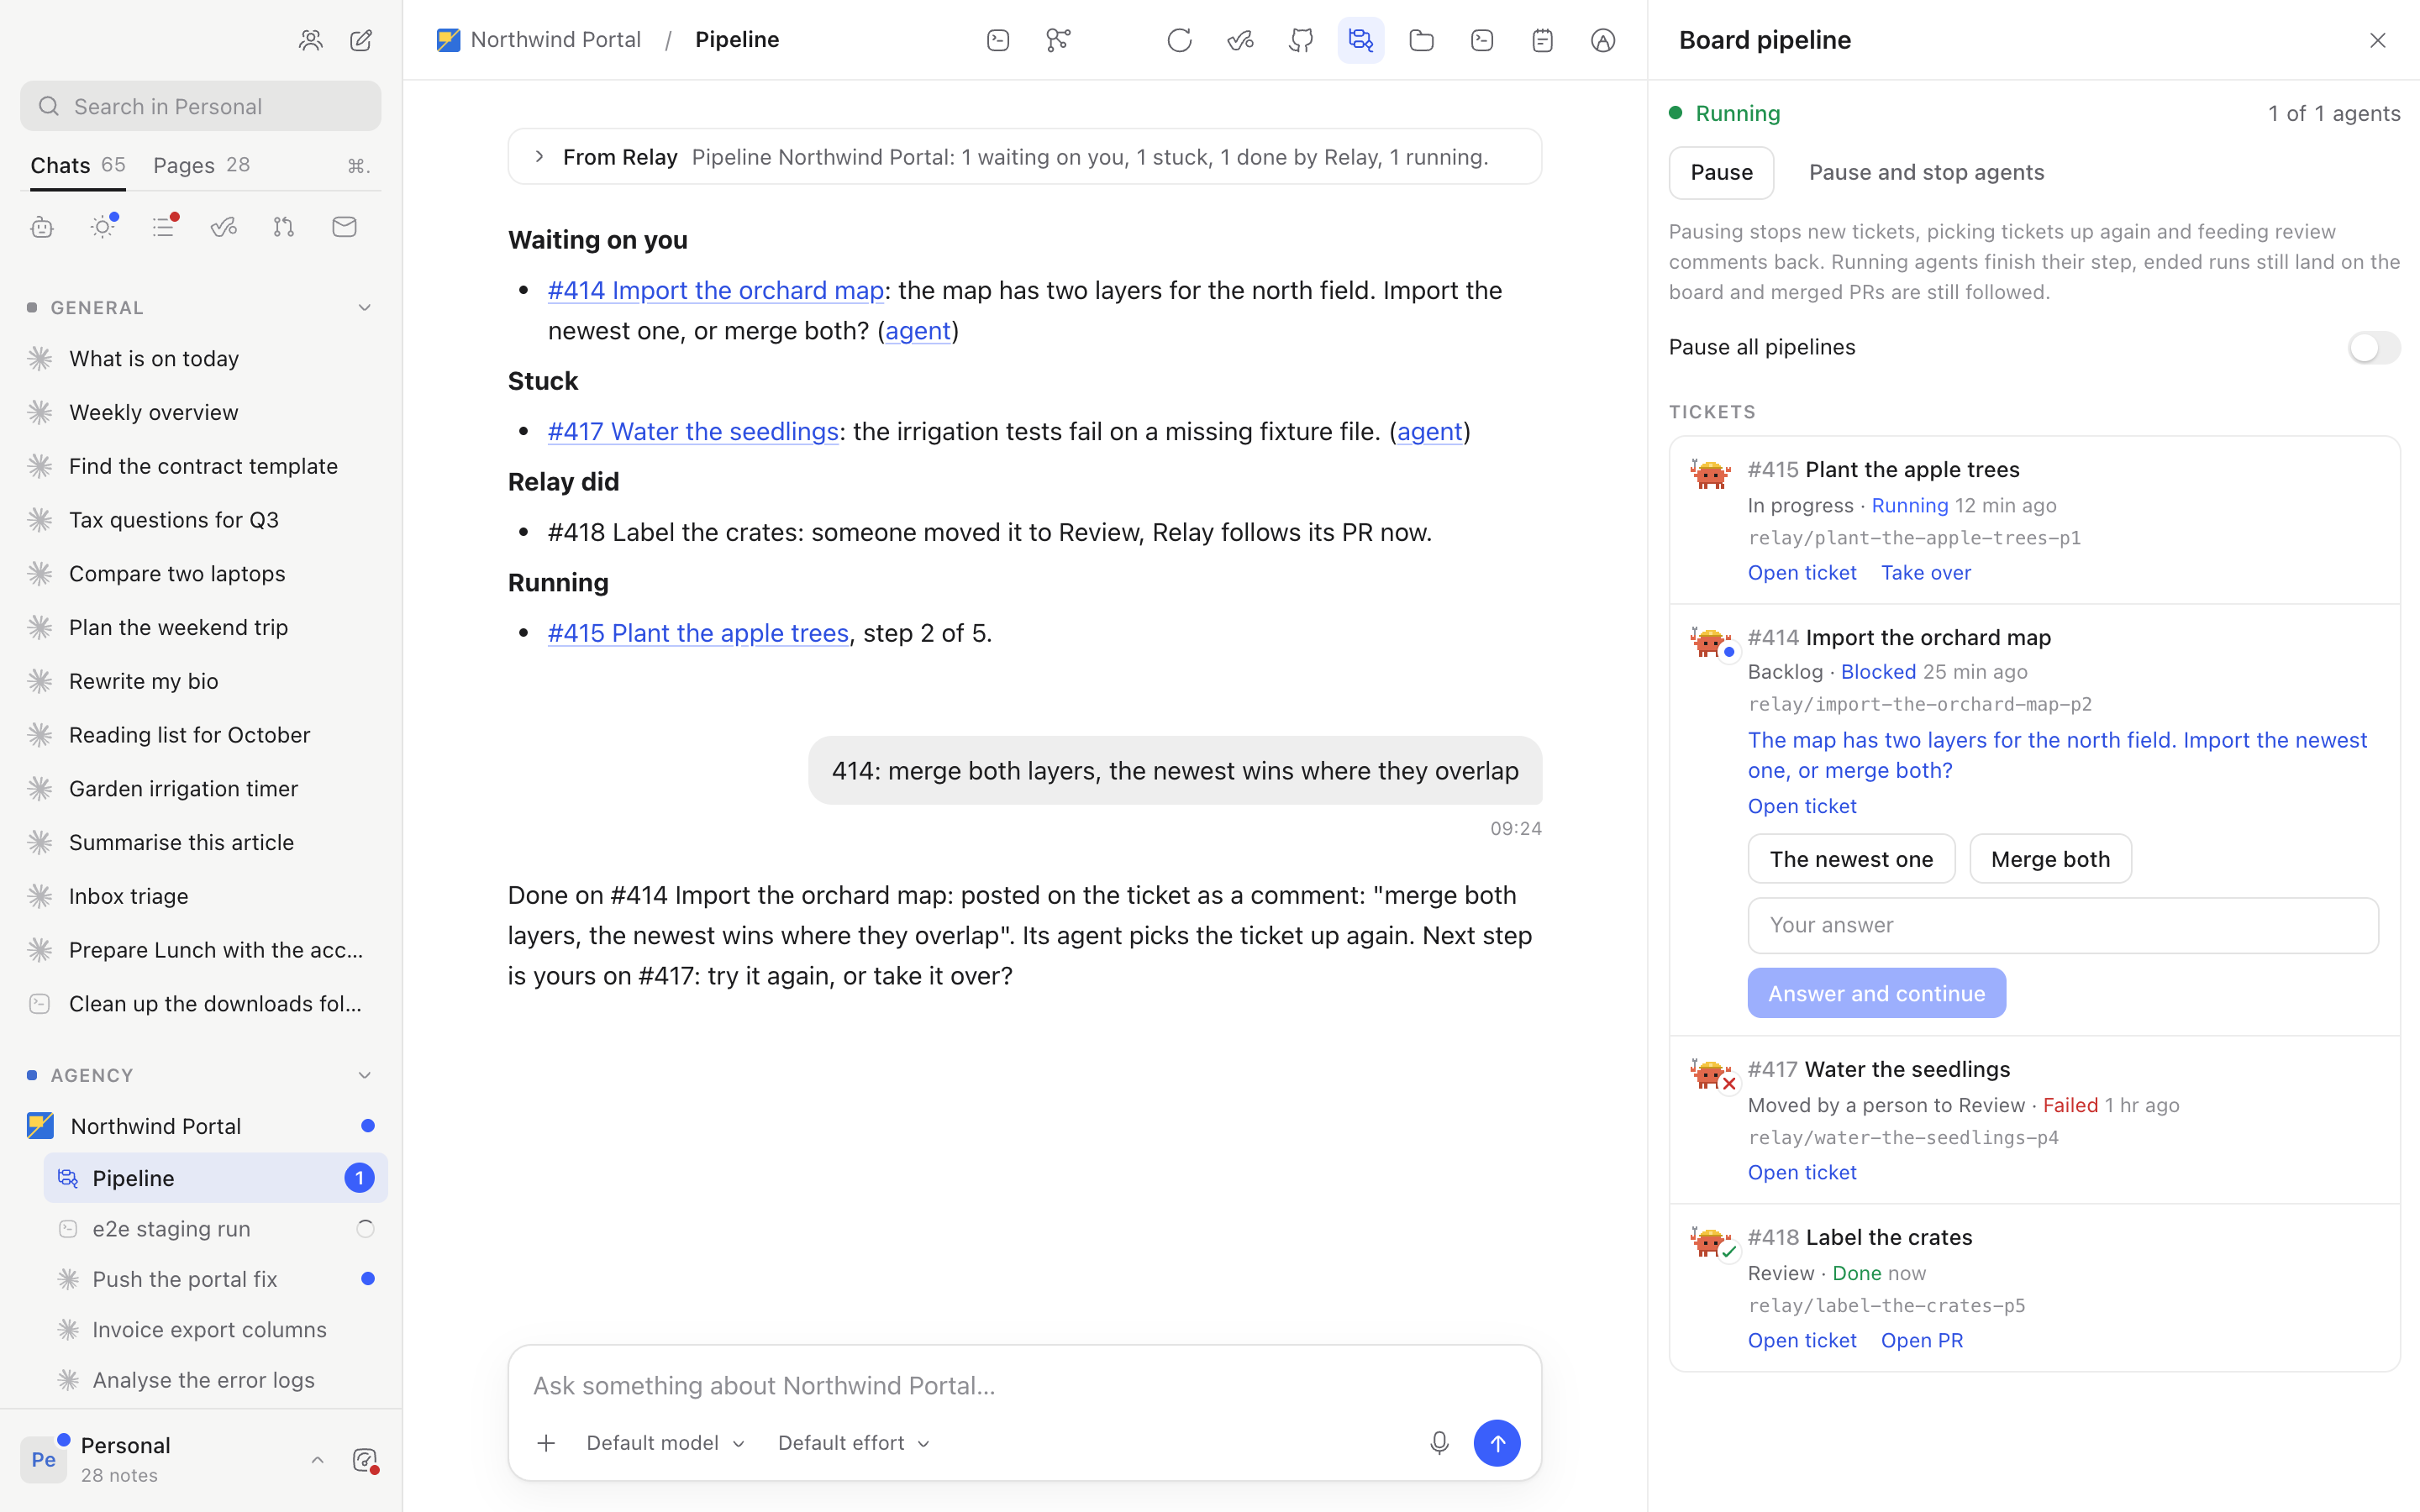 Search in Personal
Chats 65 Pages 28 ⌘.
GENERAL
What is on today
Weekly overview
Find the contract template
Tax questions for Q3
Compare two laptops
Plan the weekend trip
Rewrite my bio
Reading list for October
Garden irrigation timer
Summarise this article
Inbox triage
Prepare Lunch with the acc...
Clean up the downloads fol...
AGENCY
Northwind Portal
Pipeline 1
e2e staging run
Push the portal fix
Invoice export columns
Analyse the error logs
Pe Personal
28 notes
Northwind Portal / Pipeline
From Relay Pipeline Northwind Portal: 1 waiting on you, 1 stuck, 1 done by Relay, 1 running.
Waiting on you
• #414 Import the orchard map: the map has two layers for the north field. Import the
newest one, or merge both? (agent)
Stuck
• #417 Water the seedlings: the irrigation tests fail on a missing fixture file. (agent)
Relay did
• #418 Label the crates: someone moved it to Review, Relay follows its PR now.
Running
• #415 Plant the apple trees, step 2 of 5.
414: merge both layers, the newest wins where they overlap
09:24
Done on #414 Import the orchard map: posted on the ticket as a comment: "merge both
layers, the newest wins where they overlap". Its agent picks the ticket up again. Next step
is yours on #417: try it again, or take it over?
Ask something about Northwind Portal...
Default model Default effort
Board pipeline
Running 1 of 1 agents
Pause Pause and stop agents
Pausing stops new tickets, picking tickets up again and feeding review
comments back. Running agents finish their step, ended runs still land on the
board and merged PRs are still followed.
Pause all pipelines
TICKETS
#415 Plant the apple trees
In progress · Running 12 min ago
relay/plant-the-apple-trees-p1
Open ticket Take over
#414 Import the orchard map
Backlog · Blocked 25 min ago
relay/import-the-orchard-map-p2
The map has two layers for the north field. Import the newest
one, or merge both?
Open ticket
The newest one Merge both
Your answer
Answer and continue
#417 Water the seedlings
Moved by a person to Review · Failed 1 hr ago
relay/water-the-seedlings-p4
Open ticket
#418 Label the crates
Review · Done now
relay/label-the-crates-p5
Open ticket Open PR